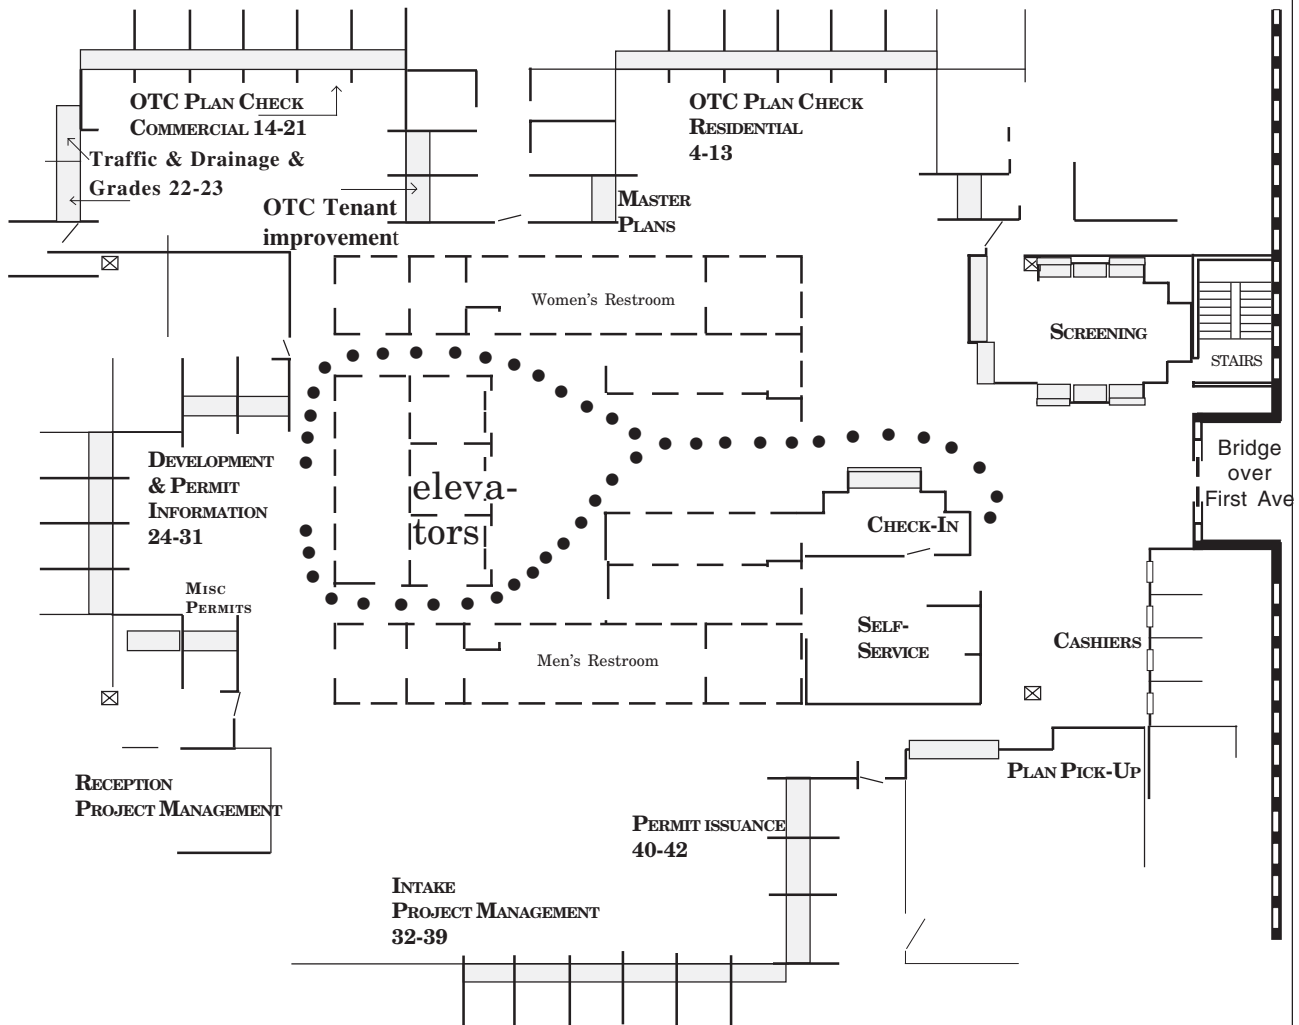 OTC Plan Check
Commercial 14-21
Traffic & Drainage &
Grades 22-23
OTC Tenant
improvement
OTC Plan Check
Residential
4-13
Master
Plans
Women's Restroom
Screening
STAIRS
Bridge
over
First Ave
Development
& Permit
Information
24-31
eleva-
tors
Check-In
Misc
Permits
Self-
Service
Cashiers
Men's Restroom
Reception
Project Management
Plan Pick-Up
Permit issuance
40-42
Intake
Project Management
32-39